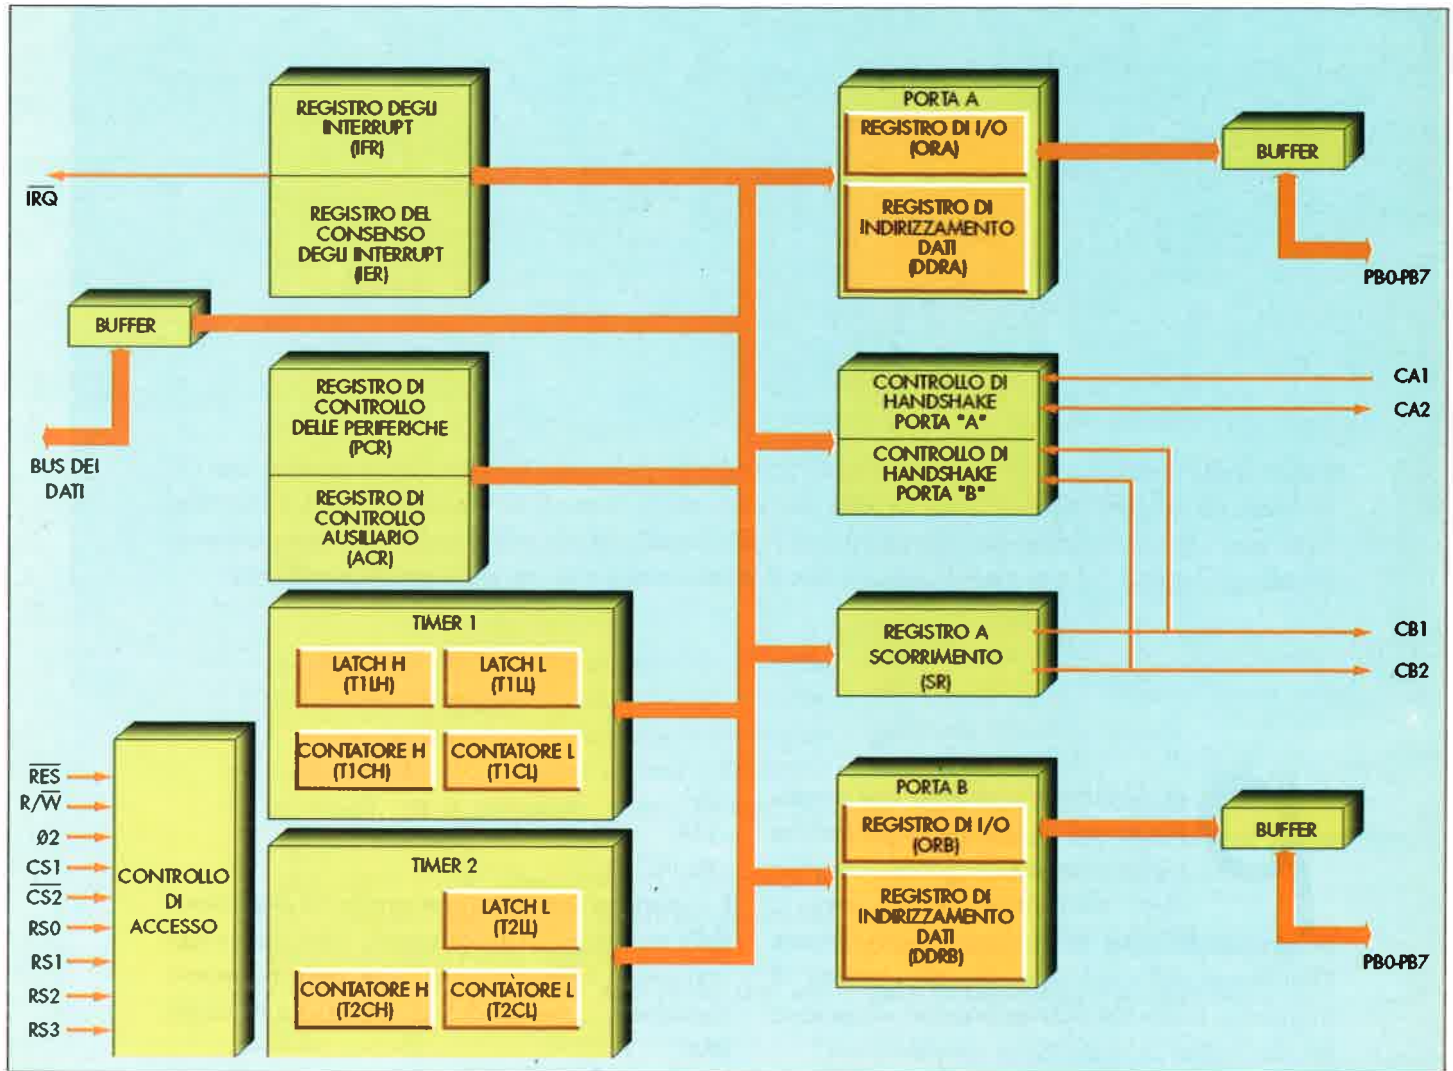 REGISTRO DEGLI
INTERRUPT
(IFR)
REGISTRO DEL
CONSENSO
DEGLI INTERRUPT
(IER)
IRQ
BUFFER
BUS DEI
DATI
REGISTRO DI
CONTROLLO
DELLE PERIFERICHE
(PCR)
REGISTRO DI
CONTROLLO
AUSILIARIO
(ACR)
TIMER 1
LATCH H
(T1LH)
LATCH L
(T1LL)
CONTATORE H
(T1CH)
CONTATORE L
(T1CL)
TIMER 2
LATCH L
(T2LL)
CONTATORE H
(T2CH)
CONTATORE L
(T2CL)
RES
R/W
Ø2
CS1
CS2
RS0
RS1
RS2
RS3
CONTROLLO
DI
ACCESSO
PORTA A
REGISTRO DI I/O
(ORA)
REGISTRO DI
INDIRIZZAMENTO
DATI
(DDRA)
BUFFER
PB0-PB7
CONTROLLO DI
HANDSHAKE
PORTA "A"
CONTROLLO DI
HANDSHAKE
PORTA "B"
CA1
CA2
REGISTRO A
SCORRIMENTO
(SR)
CB1
CB2
PORTA B
REGISTRO DI I/O
(ORB)
REGISTRO DI
INDIRIZZAMENTO
DATI
(DDRB)
BUFFER
PB0-PB7